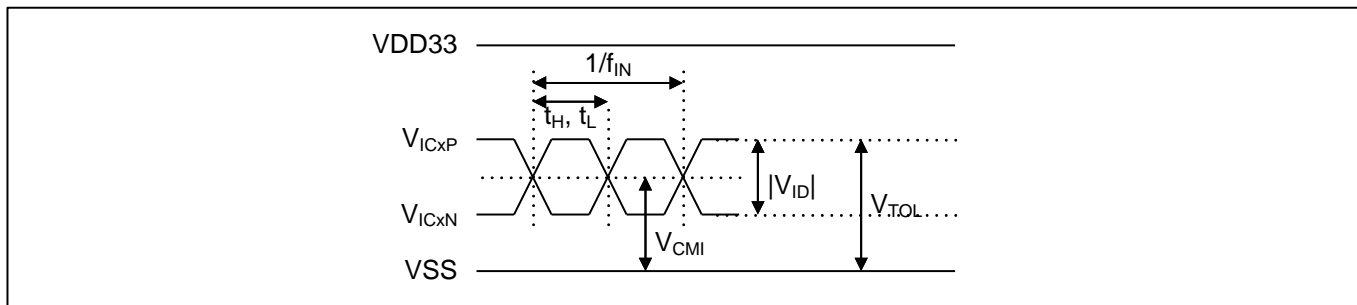 VDD33
1/fIN
tH, tL
VICxP
|VID|
VTOL
VICxN
VCMI
VSS